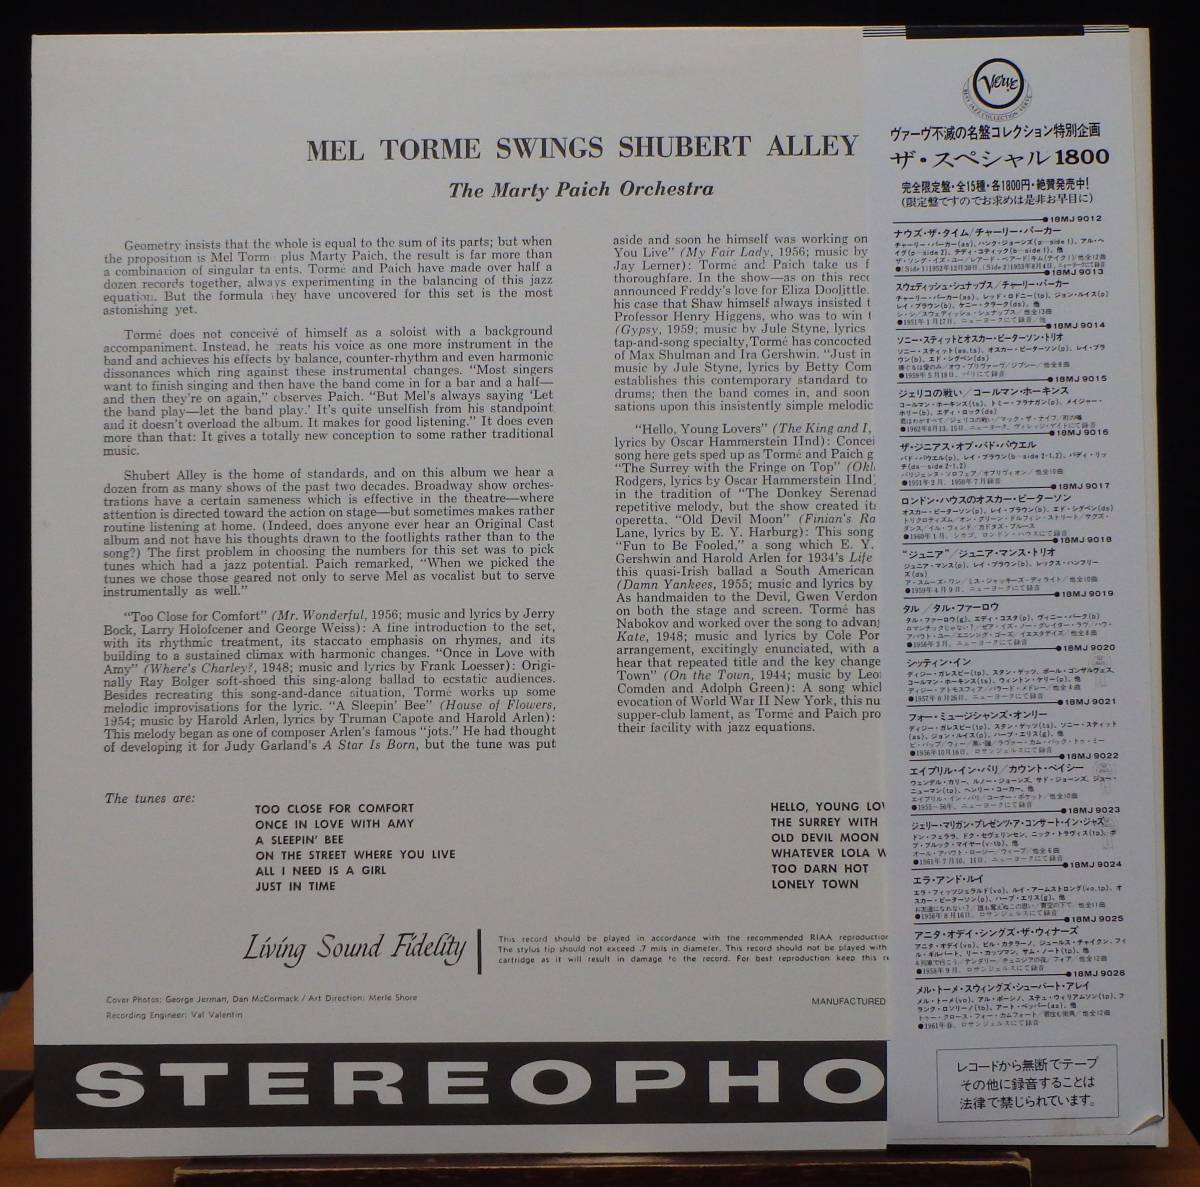 MEL TORME SWINGS SHUBERT ALLEY
The Marty Paich Orchestra
Geometry insists that the whole is equal to the sum of its parts; but when
the proposition is Mel Torm plus Marty Paich, the result is far more than
a combination of singular ta ents. Tormé and Paich have made over half a
dozen records together, always experimenting in the balancing of this jazz
equation. But the formula they have uncovered for this set is the most
astonishing yet.
Tormé does not conceive of himself as a soloist with a background
accompaniment. Instead, he reats his voice as one more instrument in the
band and achieves his effects by balance, counter-rhythm and even harmonic
dissonances which ring against these instrumental changes. "Most singers
want to finish singing and then have the band come in for a bar and a half—
and then they're on again," observes Paich. "But Mel's always saying 'Let
the band play—let the band play.' It's quite unselfish from his standpoint
and it doesn't overload the album. It makes for good listening." It does even
more than that: It gives a totally new conception to some rather traditional
music.
Shubert Alley is the home of standards, and on this album we hear a
dozen from as many shows of the past two decades. Broadway show orches-
trations have a certain sameness which is effective in the theatre—where
attention is directed toward the action on stage—but sometimes makes rather
routine listening at home. (Indeed, does anyone ever hear an Original Cast
album and not have his thoughts drawn to the footlights rather than to the
song?) The first problem in choosing the numbers for this set was to pick
tunes which had a jazz potential. Paich remarked, "When we picked the
tunes we chose those geared not only to serve Mel as vocalist but to serve
instrumentally as well."
"Too Close for Comfort" (Mr. Wonderful, 1956; music and lyrics by Jerry
Bock, Larry Holofcener and George Weiss): A fine introduction to the set,
with its rhythmic treatment, its staccato emphasis on rhymes, and its
building to a sustained climax with harmonic changes. "Once in Love with
Amy" (Where's Charley?, 1948; music and lyrics by Frank Loesser): Origi-
nally Ray Bolger soft-shoed this sing-along ballad to ecstatic audiences.
Besides recreating this song-and-dance situation, Tormé works up some
melodic improvisations for the lyric. "A Sleepin' Bee" (House of Flowers,
1954; music by Harold Arlen, lyrics by Truman Capote and Harold Arlen):
This melody began as one of composer Arlen's famous "jots." He had thought
of developing it for Judy Garland's A Star Is Born, but the tune was put
aside and soon he himself was working on
You Live" (My Fair Lady, 1956; music by
Jay Lerner): Tormé and Paich take us f
thoroughfare. In the show—as on this rec
announced Freddy's love for Eliza Doolittle.
his case that Shaw himself always insisted t
Professor Henry Higgens, who was to win
(Gypsy, 1959; music by Jule Styne, lyrics
tap-and-song specialty, Tormé has concocted
of Max Shulman and Ira Gershwin. "Just in
music by Jule Styne, lyrics by Betty Com
establishes this contemporary standard to
drums; then the band comes in, and soon
sations upon this insistently simple melodic
"Hello, Young Lovers" (The King and I,
lyrics by Oscar Hammerstein IInd): Concei
song here gets sped up as Tormé and Paich g
"The Surrey with the Fringe on Top" (Okl
Rodgers, lyrics by Oscar Hammerstein IInd)
in the tradition of "The Donkey Serenad
repetitive melody, but the show created it
operetta. "Old Devil Moon" (Finian's Ra
Lane, lyrics by E. Y. Harburg): This song
"Fun to Be Fooled," a song which E. Y.
Gershwin and Harold Arlen for 1934's Life
this quasi-Irish ballad a South American
(Damn Yankees, 1955; music and lyrics by
As handmaiden to the Devil, Gwen Verdon
on both the stage and screen. Tormé has
Nabokov and worked over the song to advan
Kate, 1948; music and lyrics by Cole Por
arrangement, excitingly enunciated, with a
hear that repeated title and the key change
Town" (On the Town, 1944; music by Leo
Comden and Adolph Green): A song whicl
evocation of World War II New York, this nu
supper-club lament, as Tormé and Paich pro
their facility with jazz equations.
The tunes are:
TOO CLOSE FOR COMFORT
ONCE IN LOVE WITH AMY
A SLEEPIN' BEE
ON THE STREET WHERE YOU LIVE
ALL I NEED IS A GIRL
JUST IN TIME
HELLO, YOUNG LOV
THE SURREY WITH
OLD DEVIL MOON
WHATEVER LOLA W
TOO DARN HOT
LONELY TOWN
Living Sound Fidelity
This record should be played in accordance with the recommended RIAA reproduction
The stylus tip should not exceed .7 mils in diameter. This record should not be played with
cartridge as it will result in damage to the record. For best reproduction keep this re
Cover Photos: George Jerman, Dan McCormack / Art Direction: Merle Shore
Recording Engineer: Val Valentin
MANUFACTURED
STEREOPHO
Verve
ヴァーヴ不滅の名盤コレクション特別企画
ザ・スペシャル1800
完全限定盤・全15種・各1800円・絶賛発売中!
(限定盤ですのでお求めは是非お早目に)
●18MJ 9012
ナウズ・ザ・タイム/チャーリー・パーカー
●18MJ 9013
スウェディッシュ・シュナップス/チャーリー・パーカー
●18MJ 9014
ソニー・スティットとオスカー・ピーターソン・トリオ
●18MJ 9015
ジェリコの戦い/コールマン・ホーキンス
●18MJ 9016
ザ・ジニアス・オブ・バド・パウエル
●18MJ 9017
ロンドン・ハウスのオスカー・ピーターソン
●18MJ 9018
"ジュニア"/ジュニア・マンス・トリオ
●18MJ 9019
タル/タル・ファーロウ
●18MJ 9020
シッティン・イン
●18MJ 9021
フォー・ミュージシャンズ・オンリー
●18MJ 9022
エイプリル・イン・パリ/カウント・ベイシー
●18MJ 9023
ジェリー・マリガン・プレゼンツ・ア・コンサート・イン・ジャズ
●18MJ 9024
エラ・アンド・ルイ
●18MJ 9025
アニタ・オデイ・シングズ・ザ・ウィナーズ
●18MJ 9026
メル・トーメ・スウィングズ・シューバート・アレイ
●1961年春、ロサンジェルスにて録音
レコードから無断でテープ
その他に録音することは
法律で禁じられています。